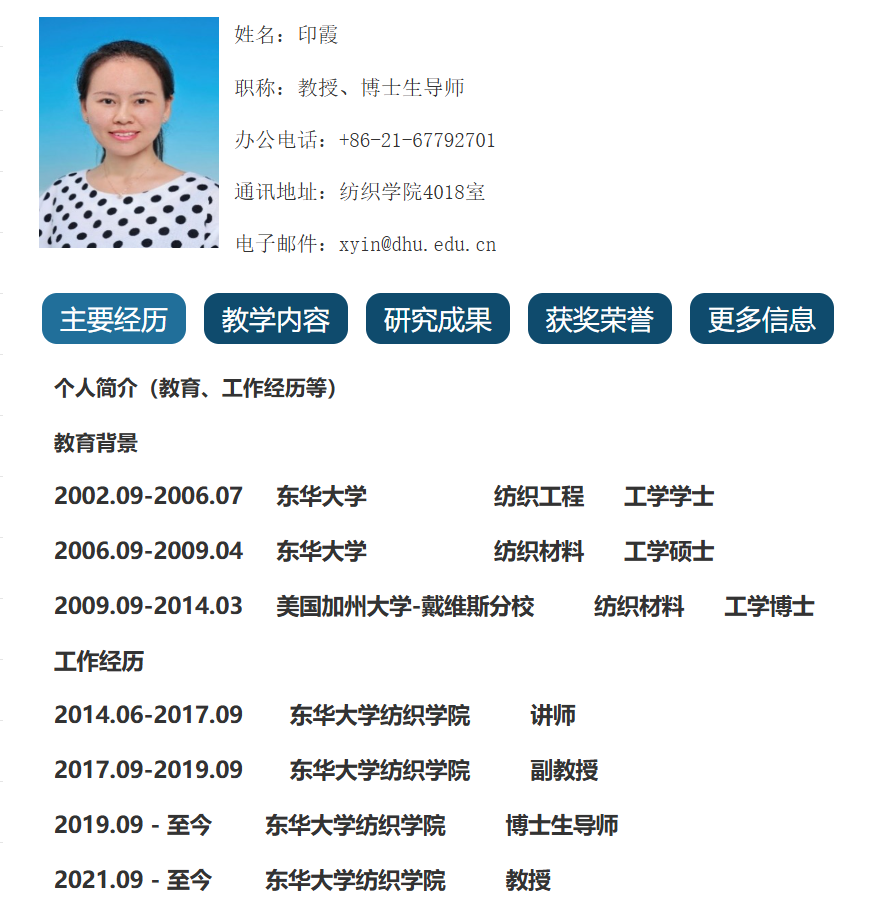 姓名：印霞
职称：教授、博士生导师
办公电话：+86-21-67792701
通讯地址：纺织学院4018室
电子邮件：xyin@dhu.edu.cn
主要经历 教学内容 研究成果 获奖荣誉 更多信息
个人简介（教育、工作经历等）
教育背景
2002.09-2006.07 东华大学 纺织工程 工学学士
2006.09-2009.04 东华大学 纺织材料 工学硕士
2009.09-2014.03 美国加州大学-戴维斯分校 纺织材料 工学博士
工作经历
2014.06-2017.09 东华大学纺织学院 讲师
2017.09-2019.09 东华大学纺织学院 副教授
2019.09 - 至今 东华大学纺织学院 博士生导师
2021.09 - 至今 东华大学纺织学院 教授